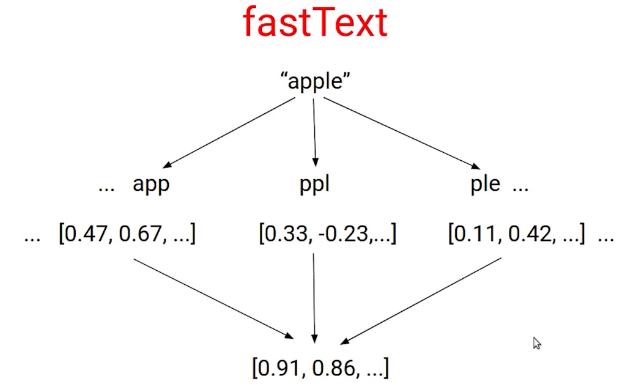 fastText
“apple”
... app ppl ple ...
... [0.47, 0.67, ...] [0.33, -0.23,...] [0.11, 0.42, ...] ...
[0.91, 0.86, ...]